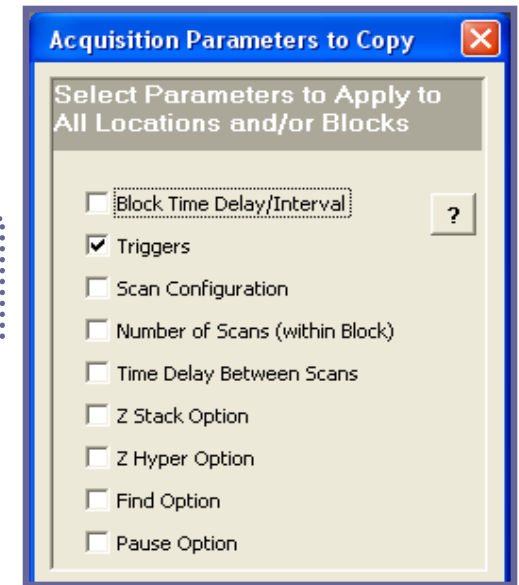 Acquisition Parameters to Copy
Select Parameters to Apply to
All Locations and/or Blocks
Block Time Delay/Interval
?
Triggers
Scan Configuration
Number of Scans (within Block)
Time Delay Between Scans
Z Stack Option
Z Hyper Option
Find Option
Pause Option